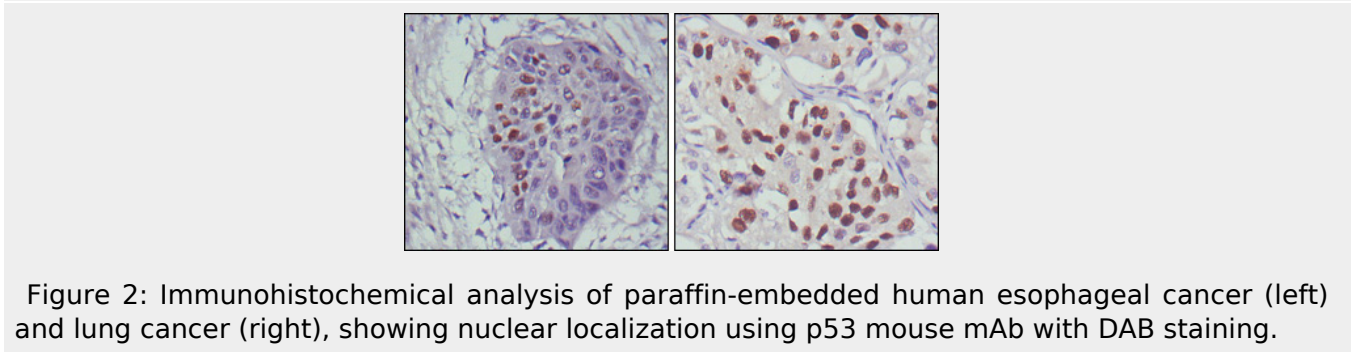 Figure 2: Immunohistochemical analysis of paraffin-embedded human esophageal cancer (left)
and lung cancer (right), showing nuclear localization using p53 mouse mAb with DAB staining.